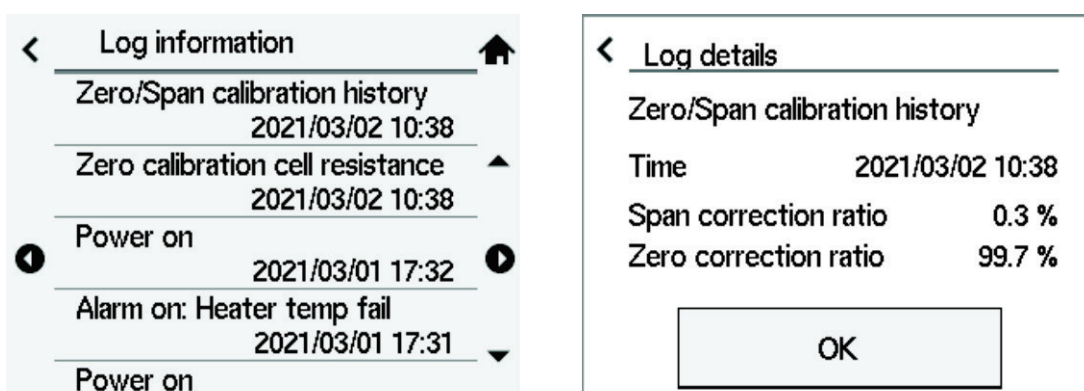 Log information
Zero/Span calibration history
2021/03/02 10:38
Zero calibration cell resistance
2021/03/02 10:38
Power on
2021/03/01 17:32
Alarm on: Heater temp fail
2021/03/01 17:31
Power on
Log details
Zero/Span calibration history
Time 2021/03/02 10:38
Span correction ratio 0.3 %
Zero correction ratio 99.7 %
OK